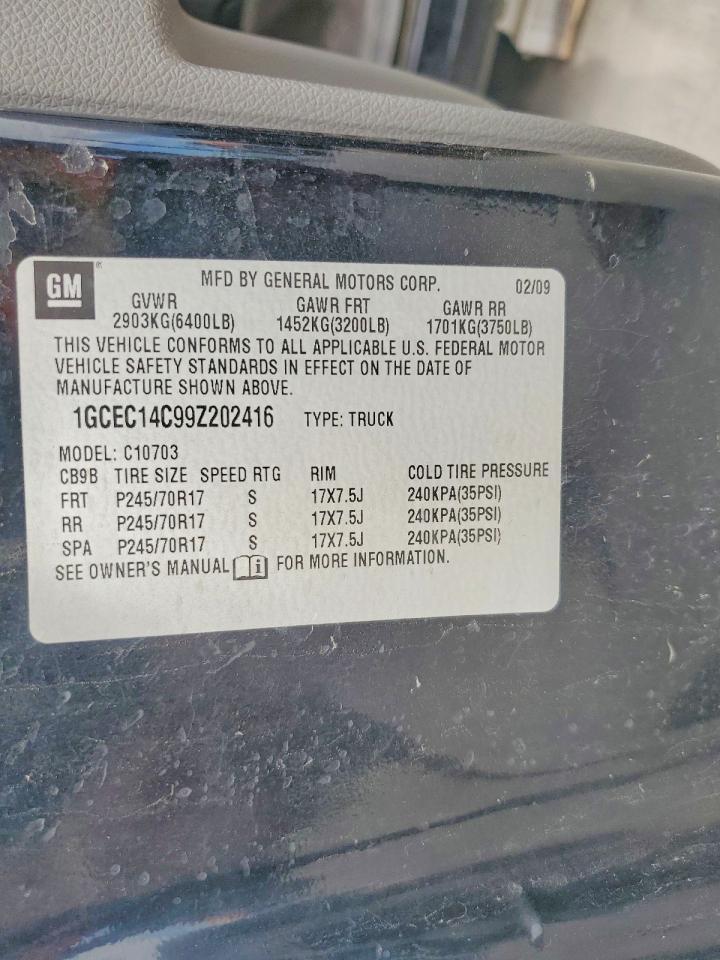 GM ®
MFD BY GENERAL MOTORS CORP. 02/09
GVWR GAWR FRT GAWR RR
2903KG(6400LB) 1452KG(3200LB) 1701KG(3750LB)
THIS VEHICLE CONFORMS TO ALL APPLICABLE U.S. FEDERAL MOTOR
VEHICLE SAFETY STANDARDS IN EFFECT ON THE DATE OF
MANUFACTURE SHOWN ABOVE.
1GCEC14C99Z202416 TYPE: TRUCK
MODEL: C10703
CB9B TIRE SIZE SPEED RTG RIM COLD TIRE PRESSURE
FRT P245/70R17 S 17X7.5J 240KPA(35PSI)
RR P245/70R17 S 17X7.5J 240KPA(35PSI)
SPA P245/70R17 S 17X7.5J 240KPA(35PSI)
SEE OWNER'S MANUAL i FOR MORE INFORMATION.